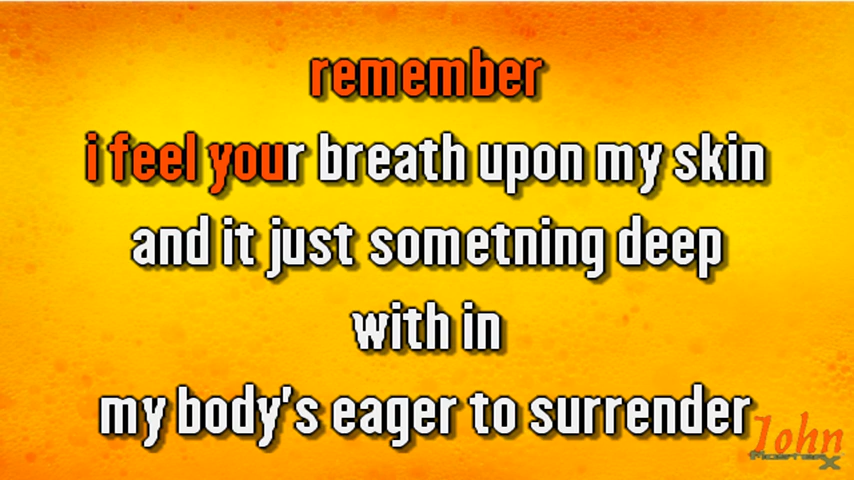 remember
i feel your breath upon my skin
and it just sometning deep
with in
my body's eager to surrender
John